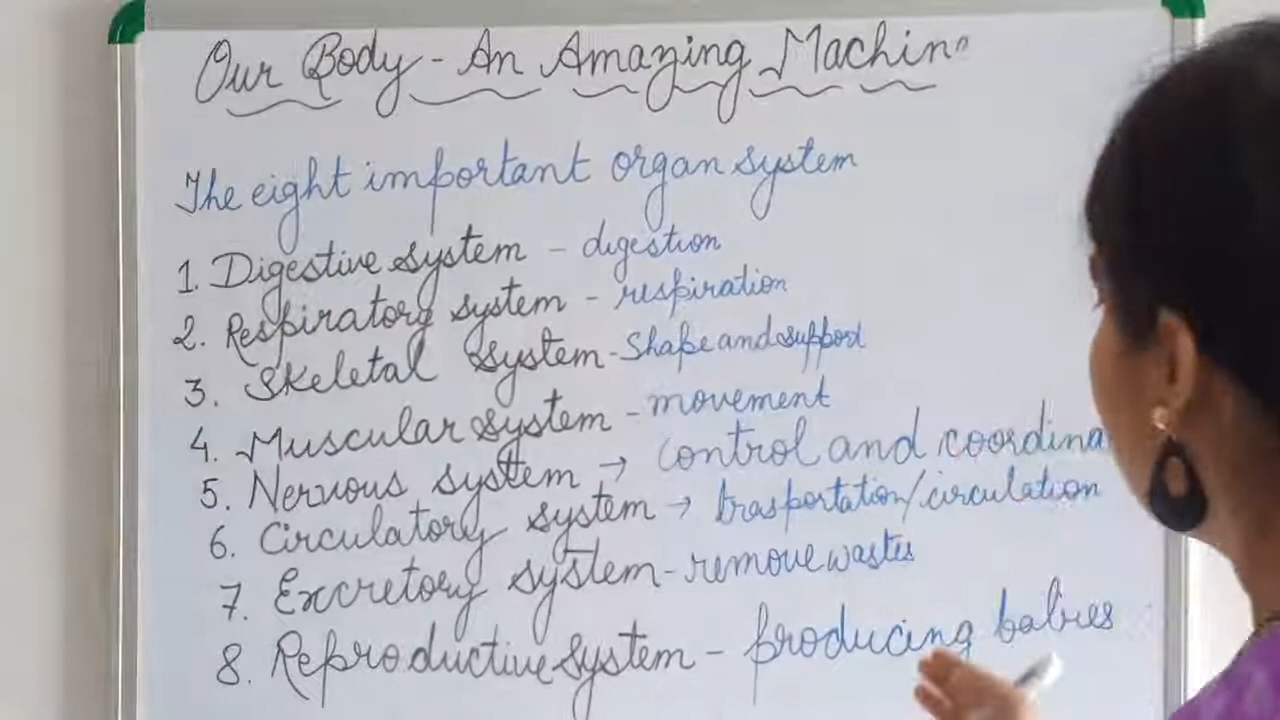 Our Body - An Amazing Machin
The eight important organ system
1. Digestive system - digestion
2. Respiratory system - respiration
3. Skeletal system - Shape and support
4. Muscular system - movement
5. Nervous system → control and coordina
6. Circulatory system → trasportation/circulation
7. Excretory system - remove wastes
8. Reproductive system - producing babies